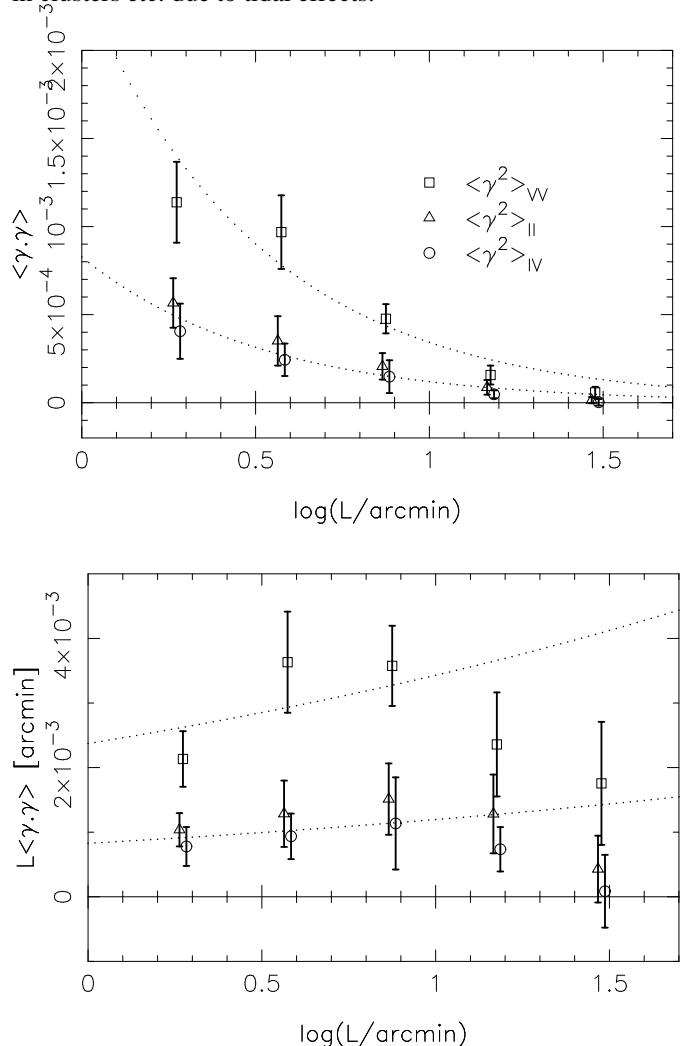 in clusters etc. due to tidal effects.
2×10⁻³
1.5×10⁻³
10⁻³
5×10⁻⁴
0
<γ.γ>
<γ²>VV
<γ²>II
<γ²>IV
0 0.5 1 1.5
log(L/arcmin)
4×10⁻³
2×10⁻³
0
L<γ.γ> [arcmin]
0 0.5 1 1.5
log(L/arcmin)